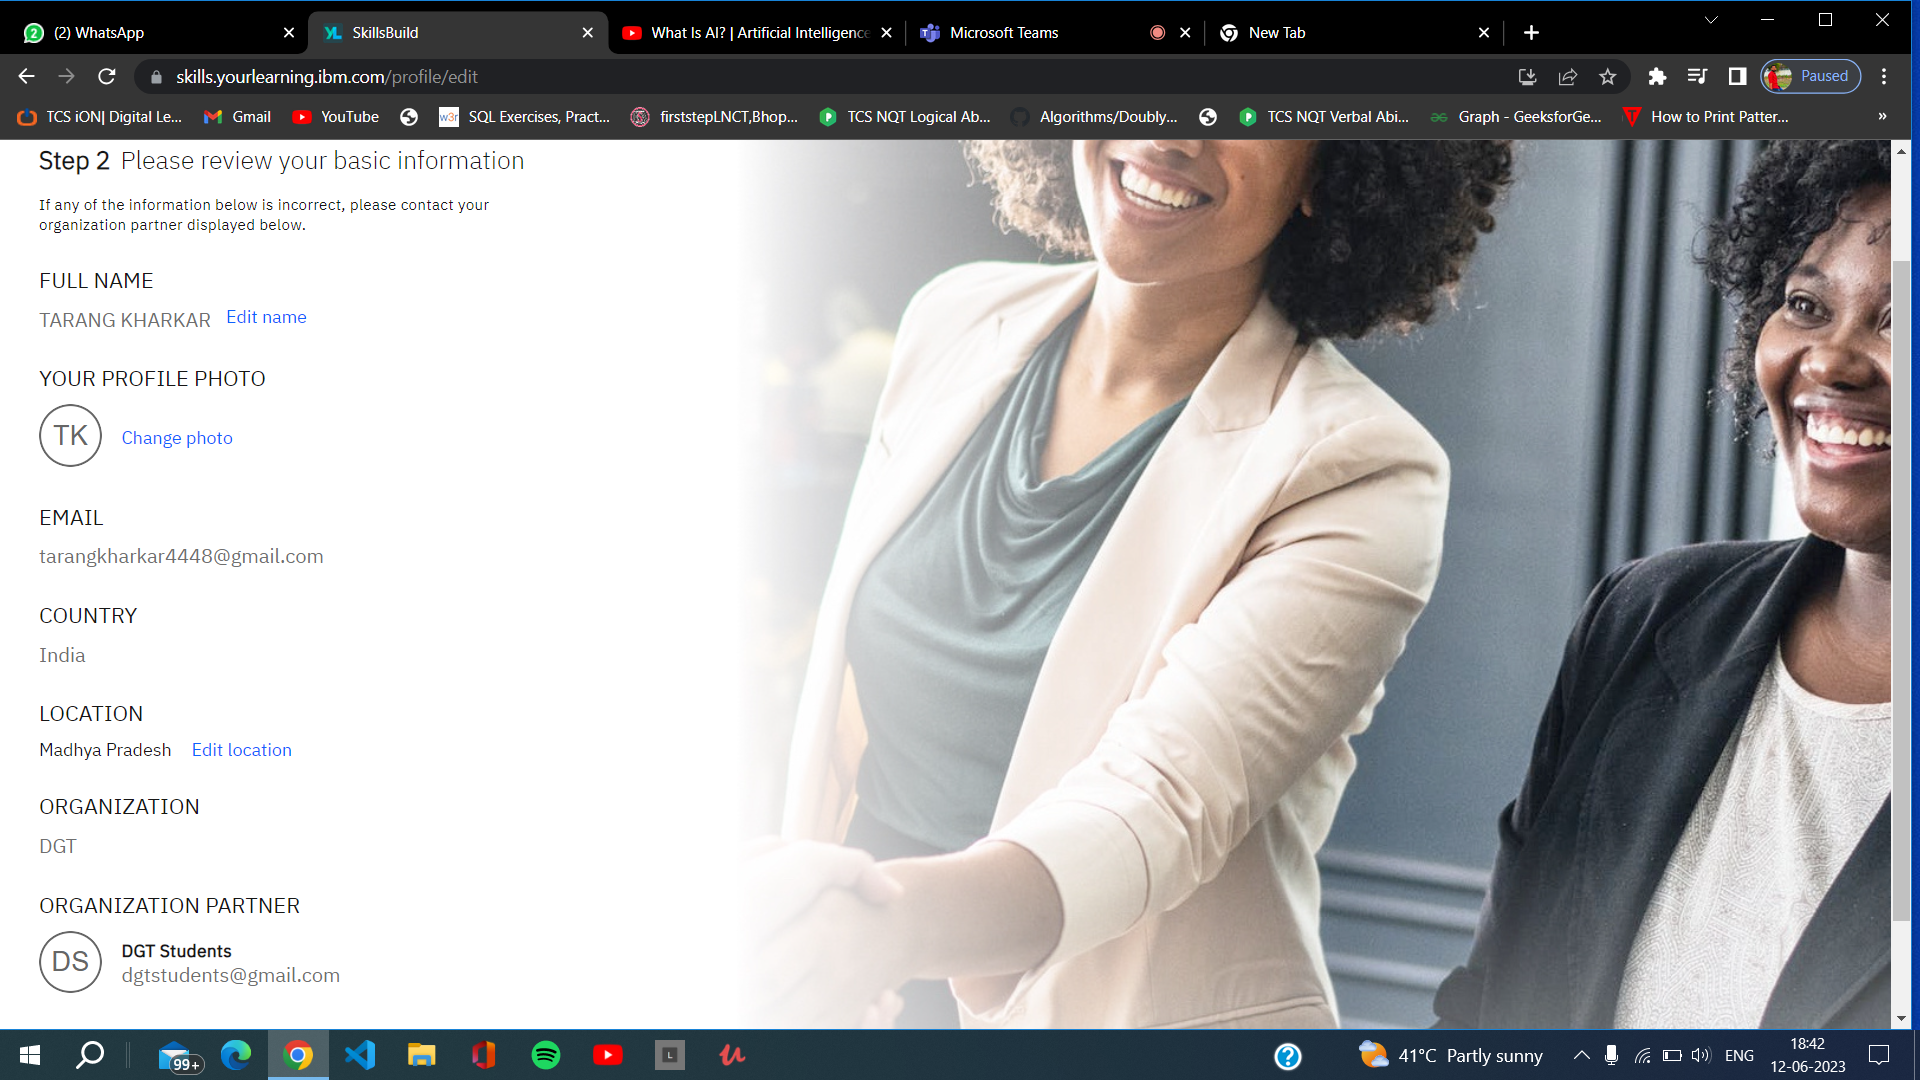 (2) WhatsApp
SkillsBuild
What Is AI? | Artificial Intelligence
Microsoft Teams
New Tab
skills.yourlearning.ibm.com/profile/edit
Paused
TCS iON| Digital Le...
Gmail
YouTube
w3r
SQL Exercises, Pract...
firststepLNCT,Bhop...
TCS NQT Logical Ab...
Algorithms/Doubly...
TCS NQT Verbal Abi...
Graph - GeeksforGe...
How to Print Patter...
»
Step 2 Please review your basic information
If any of the information below is incorrect, please contact your
organization partner displayed below.
FULL NAME
TARANG KHARKAR Edit name
YOUR PROFILE PHOTO
TK Change photo
EMAIL
tarangkharkar4448@gmail.com
COUNTRY
India
LOCATION
Madhya Pradesh Edit location
ORGANIZATION
DGT
ORGANIZATION PARTNER
DS
DGT Students
dgtstudents@gmail.com
99+
L
41°C Partly sunny
ENG
18:42
12-06-2023